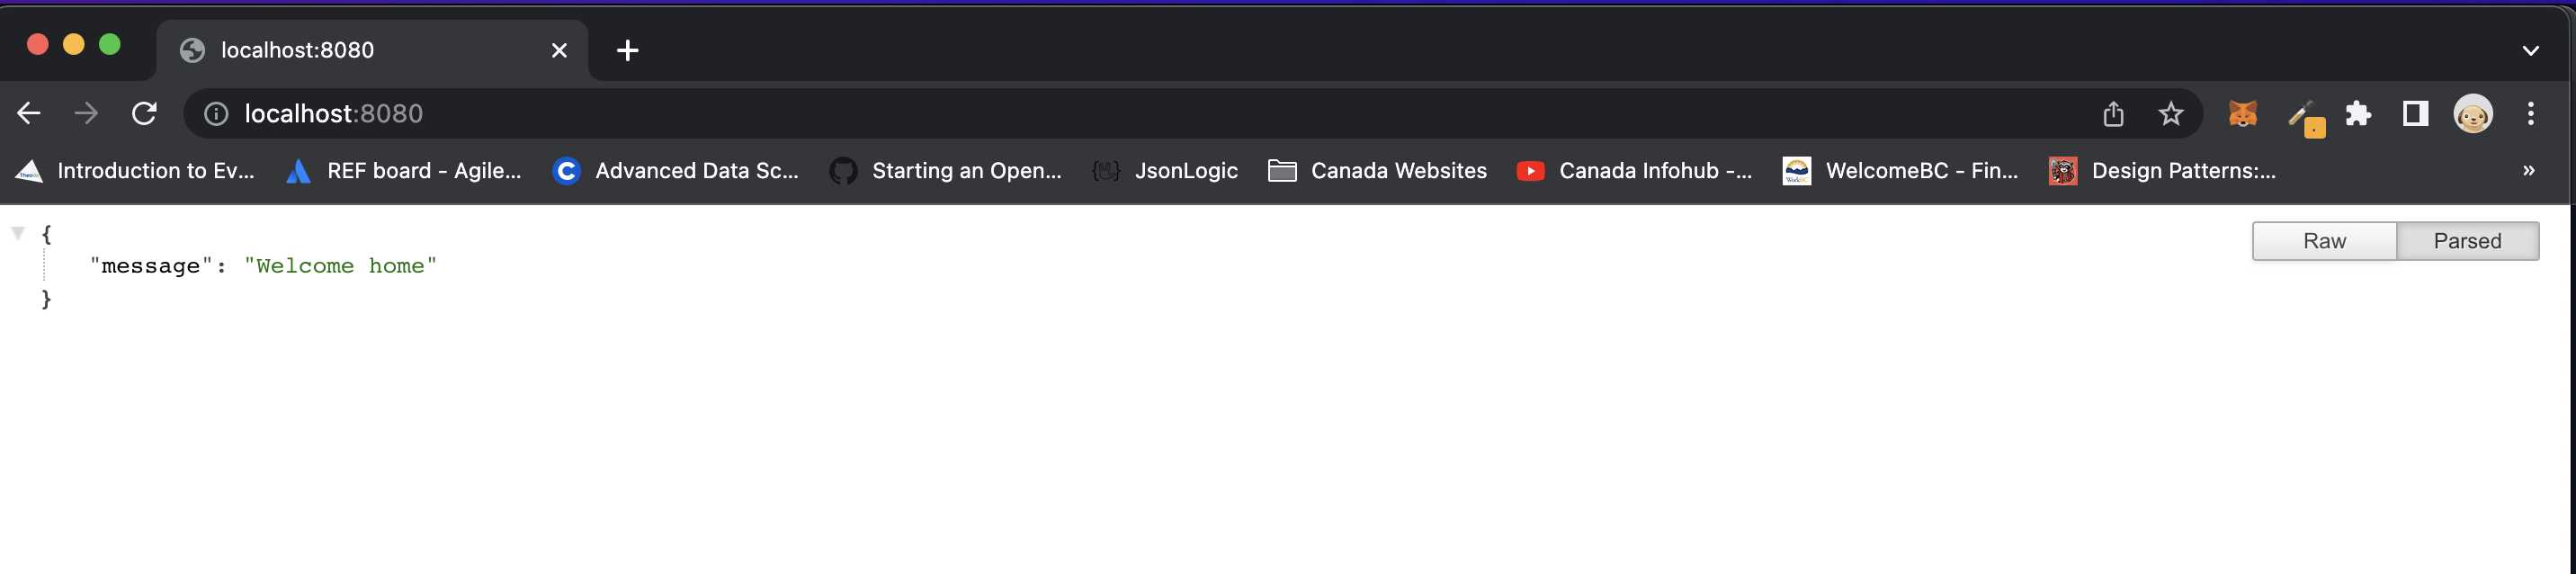 localhost:8080
localhost:8080
Introduction to Ev... REF board - Agile... Advanced Data Sc... Starting an Open... JsonLogic Canada Websites Canada Infohub -... WelcomeBC - Fin... Design Patterns:... »
{
Raw Parsed
"message": "Welcome home"
}